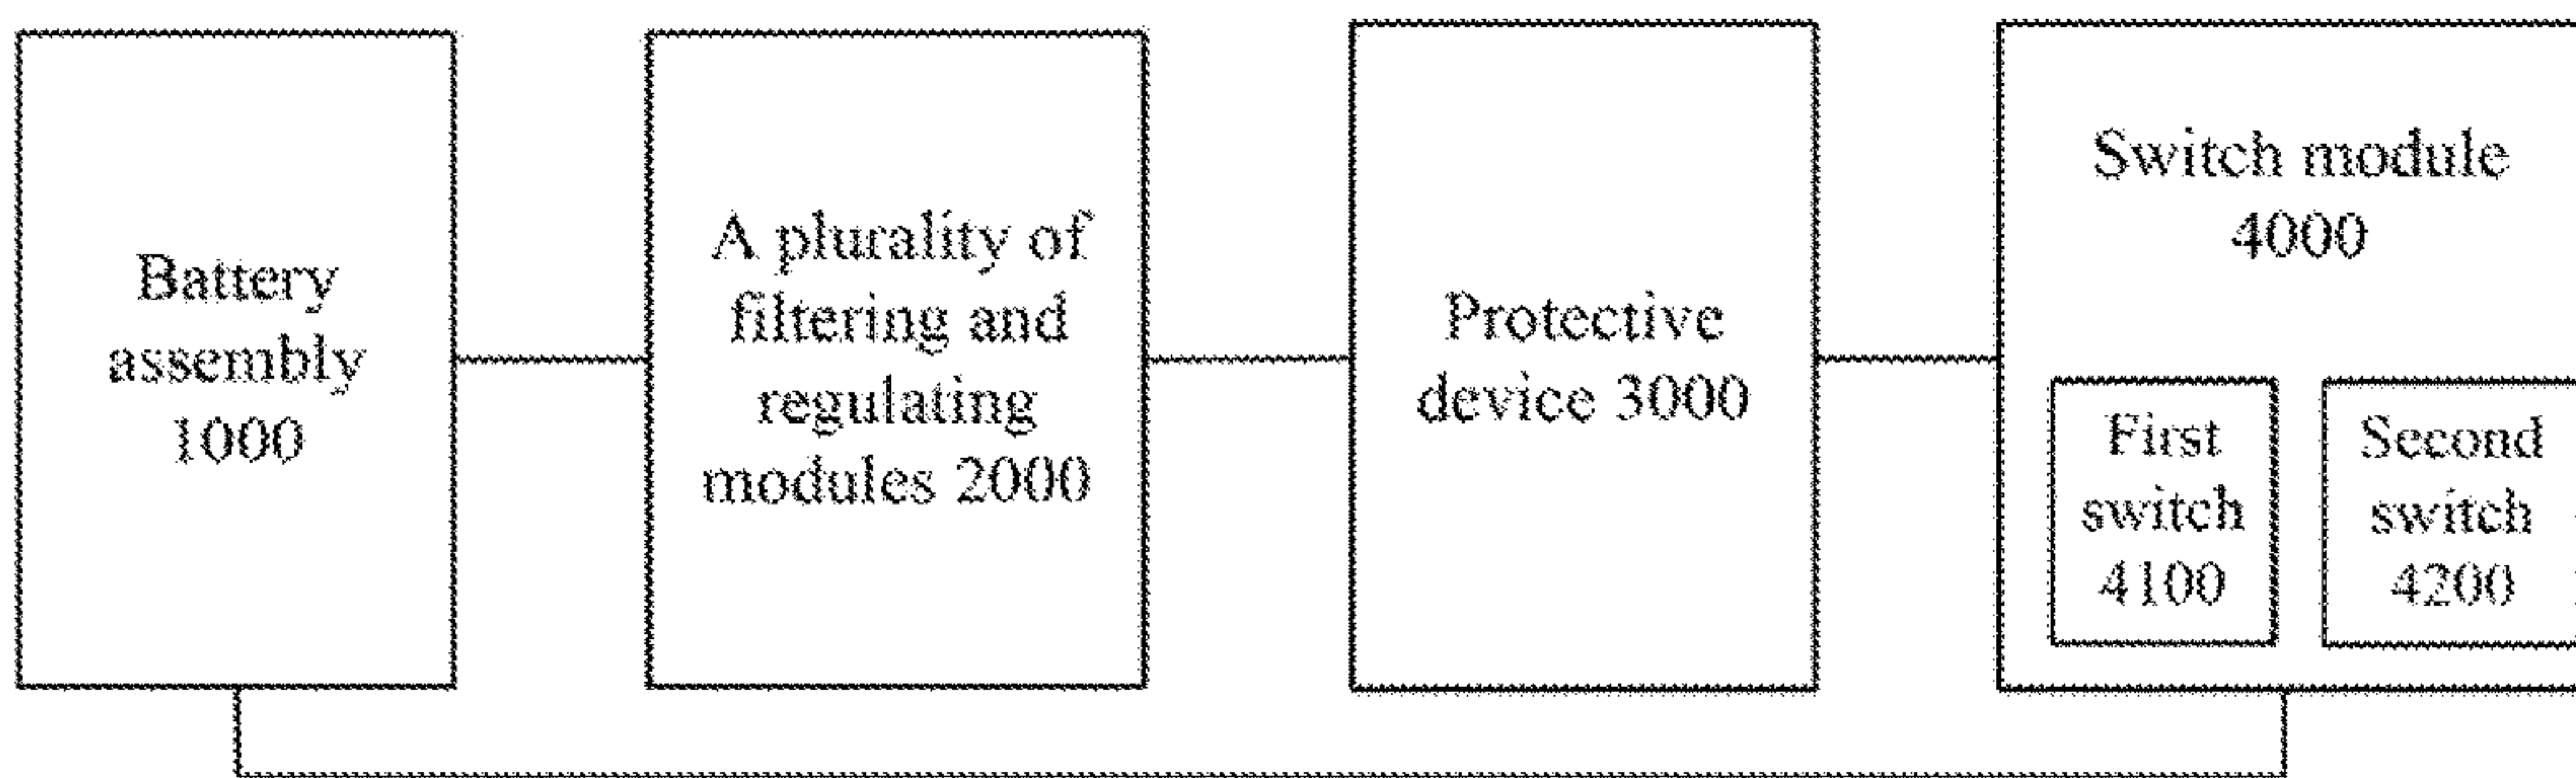 Battery
assembly
1000
A plurality of
filtering and
regulating
modules 2000
Protective
device 3000
Switch module
4000
First
switch
4100
Second
switch
4200